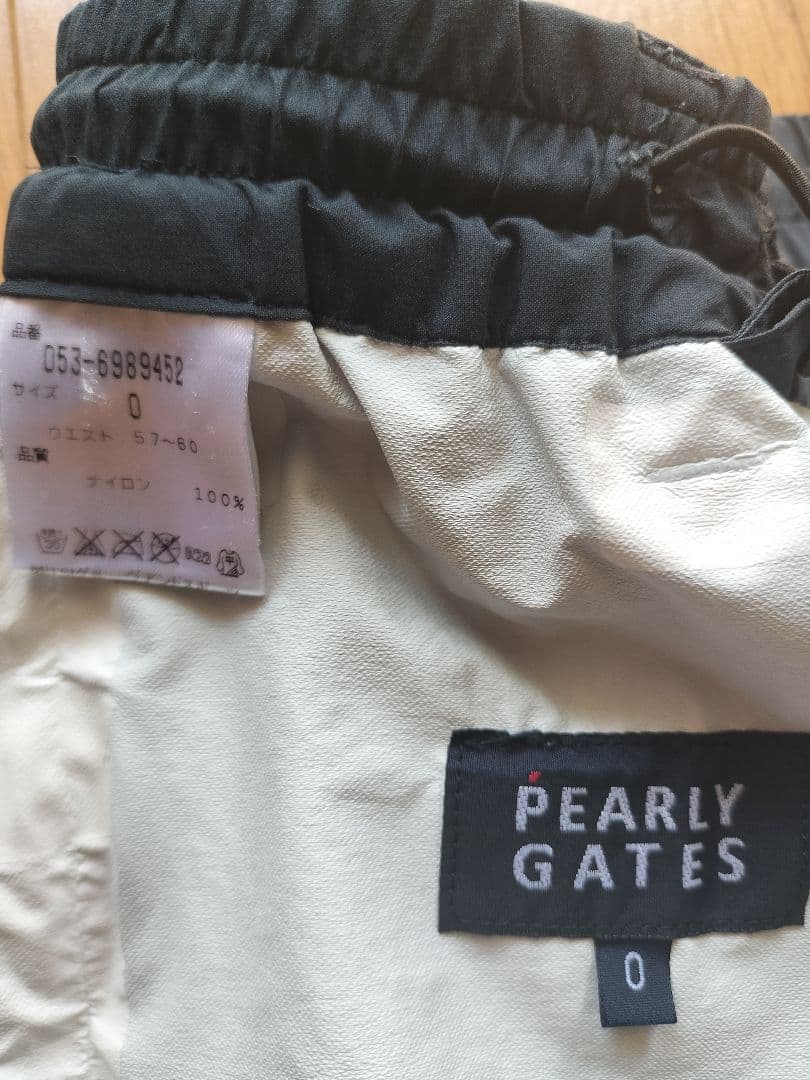 品番
053-6989452
サイズ
0
ウエスト 57~60
品質
ナイロン
100%
PEARLY
GATES
0